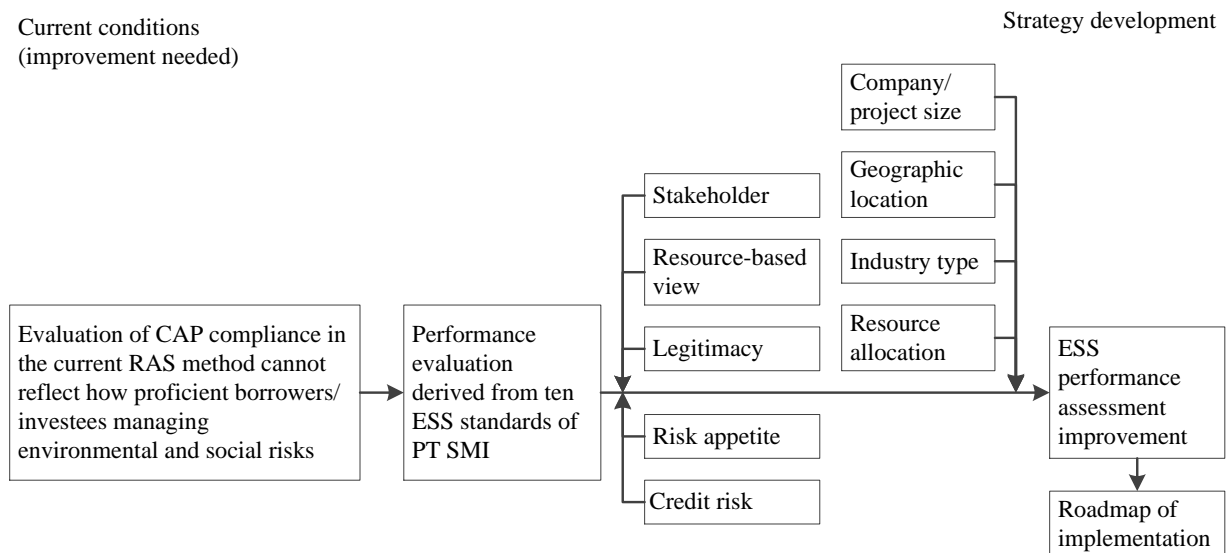 Current conditions
(improvement needed)
Strategy development
Company/
project size
Geographic
location
Stakeholder
Resource-based
view
Industry type
Legitimacy
Resource
allocation
Evaluation of CAP compliance in
the current RAS method cannot
reflect how proficient borrowers/
investees managing
environmental and social risks
Performance
evaluation
derived from ten
ESS standards of
PT SMI
Risk appetite
Credit risk
ESS
performance
assessment
improvement
Roadmap of
implementation